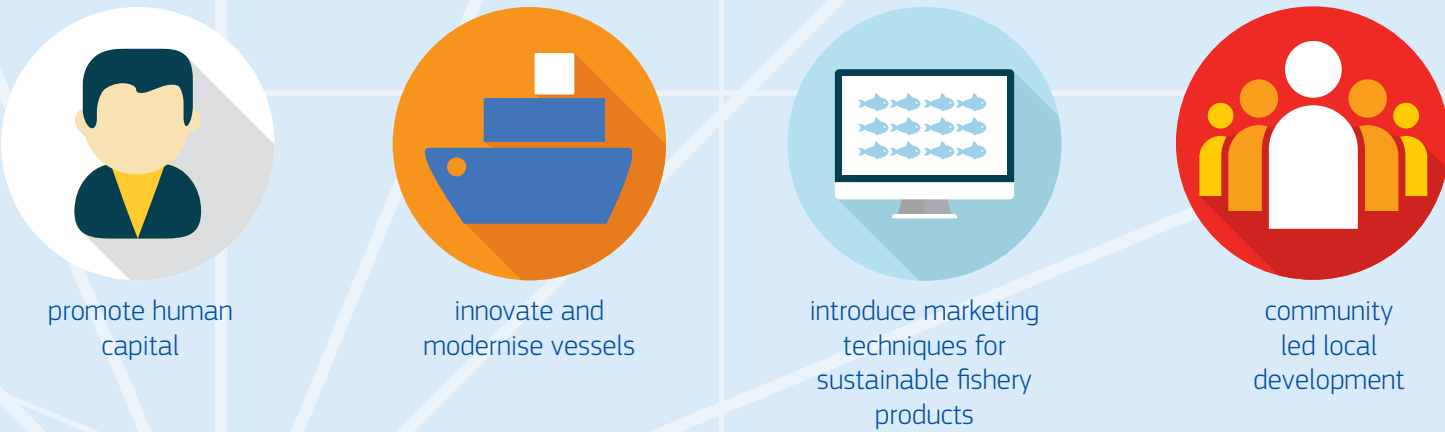 promote human
capital
innovate and
modernise vessels
introduce marketing
techniques for
sustainable fishery
products
community
led local
development